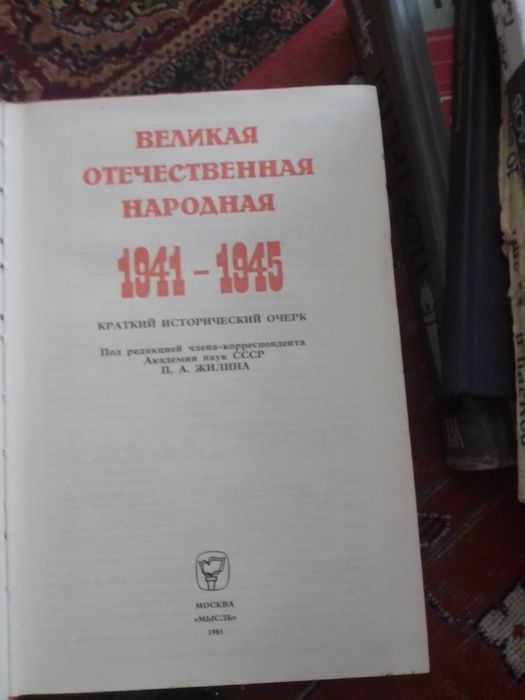 ВЕЛИКАЯ
ОТЕЧЕСТВЕННАЯ
НАРОДНАЯ
1941–1945
КРАТКИЙ ИСТОРИЧЕСКИЙ ОЧЕРК
Под редакцией члена-корреспондента
Академии наук СССР
П. А. ЖИЛИНА
МОСКВА
«МЫСЛЬ»
1985
ПОРТРЕТЫ